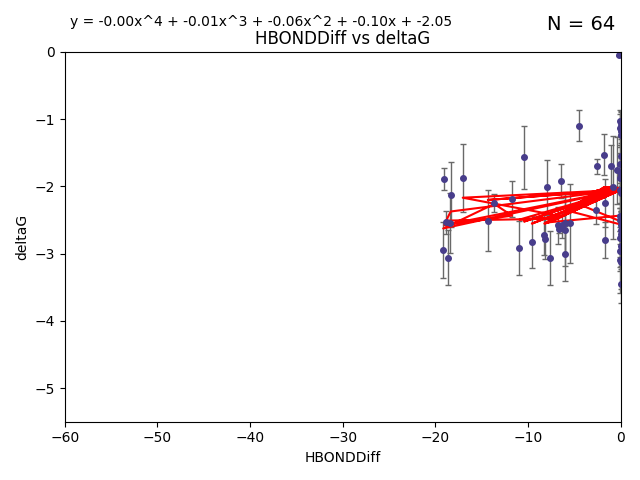 y = -0.00x^4 + -0.01x^3 + -0.06x^2 + -0.10x + -2.05
N = 64
HBONDDiff vs deltaG
0
−1
−2
−3
−4
−5
deltaG
−60 −50 −40 −30 −20 −10 0
HBONDDiff